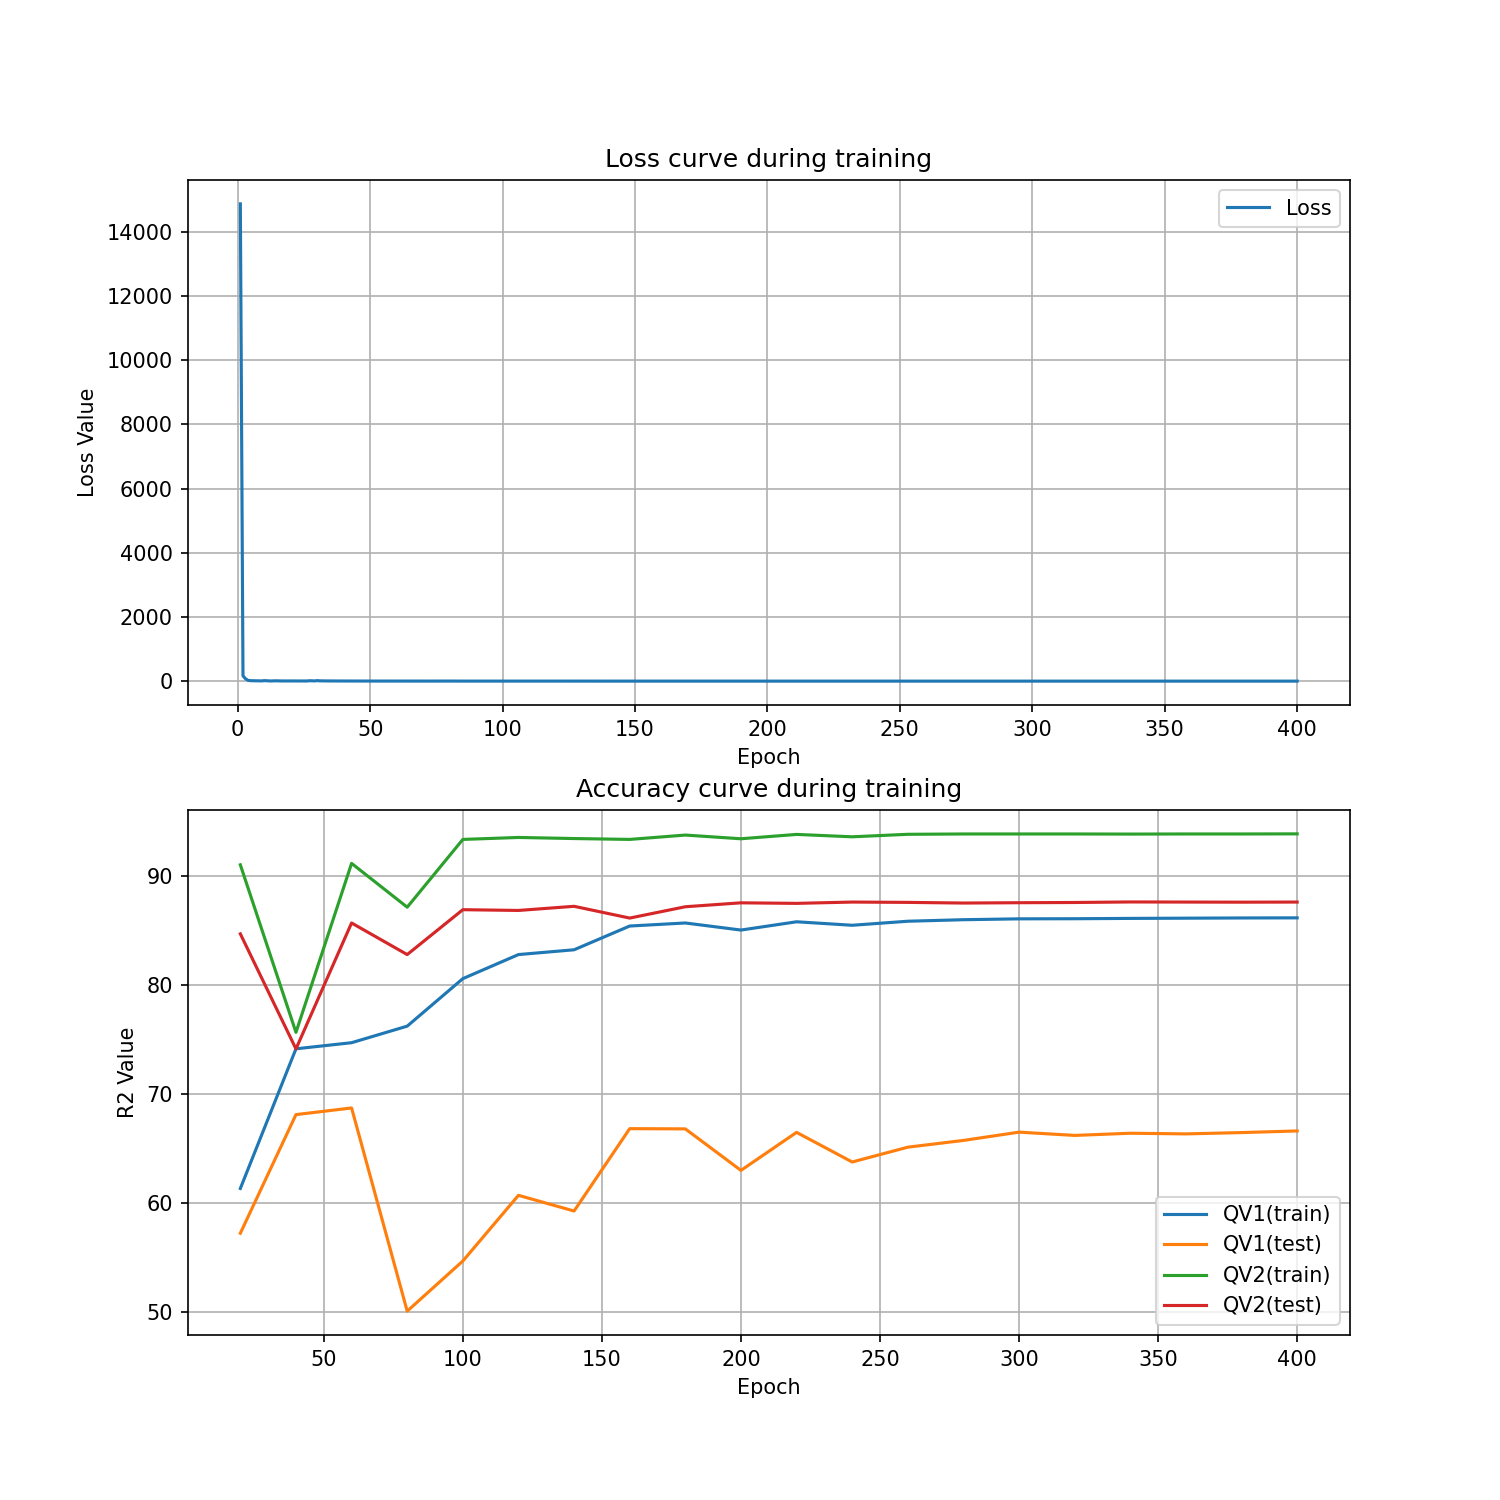 Loss curve during training
Loss
14000
12000
10000
8000
6000
4000
2000
0
Loss Value
0 50 100 150 200 250 300 350 400
Epoch
Accuracy curve during training
90
80
70
60
50
R2 Value
QV1(train)
QV1(test)
QV2(train)
QV2(test)
50 100 150 200 250 300 350 400
Epoch